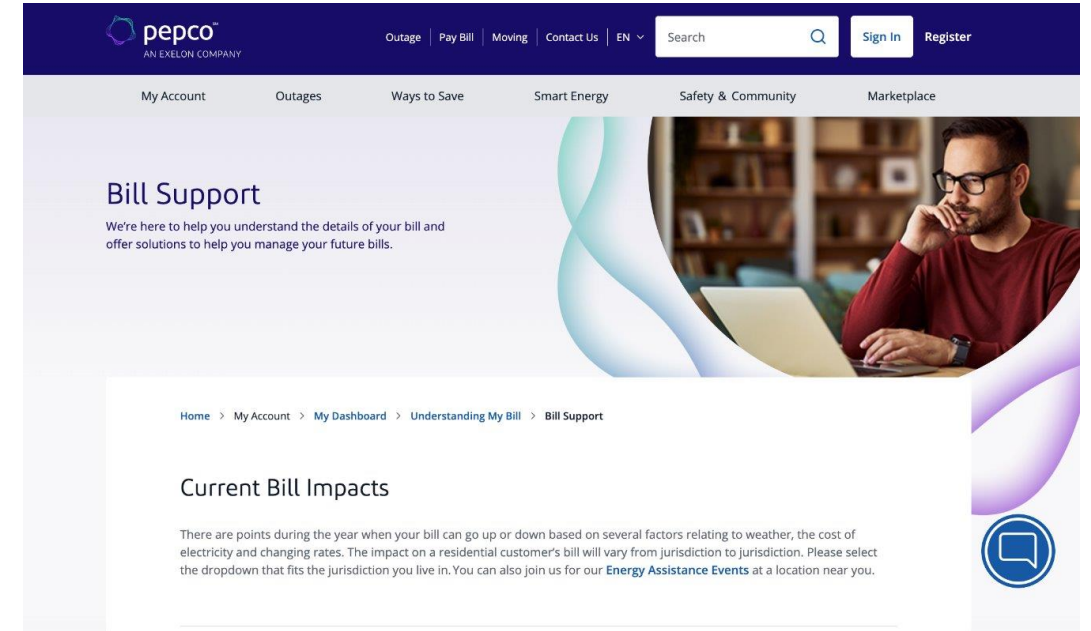 pepco™
AN EXELON COMPANY
Outage Pay Bill Moving Contact Us EN Search Sign In Register
My Account Outages Ways to Save Smart Energy Safety & Community Marketplace
Bill Support
We're here to help you understand the details of your bill and
offer solutions to help you manage your future bills.
Home > My Account > My Dashboard > Understanding My Bill > Bill Support
Current Bill Impacts
There are points during the year when your bill can go up or down based on several factors relating to weather, the cost of
electricity and changing rates. The impact on a residential customer's bill will vary from jurisdiction to jurisdiction. Please select
the dropdown that fits the jurisdiction you live in. You can also join us for our Energy Assistance Events at a location near you.